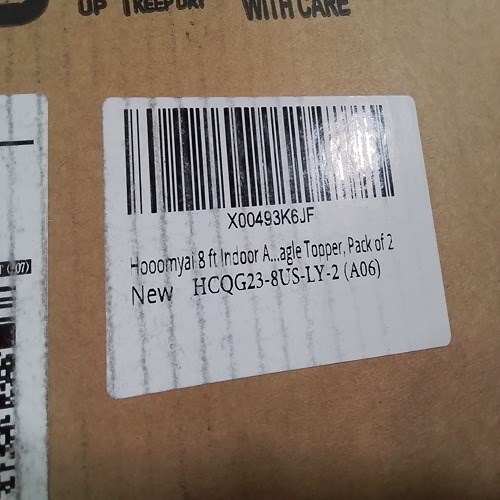 UP KEEP DRY WITH CARE
X00493K6JF
Hooomyai 8 ft Indoor A...agle Topper, Pack of 2
New HCQG23-8US-LY-2 (A06)